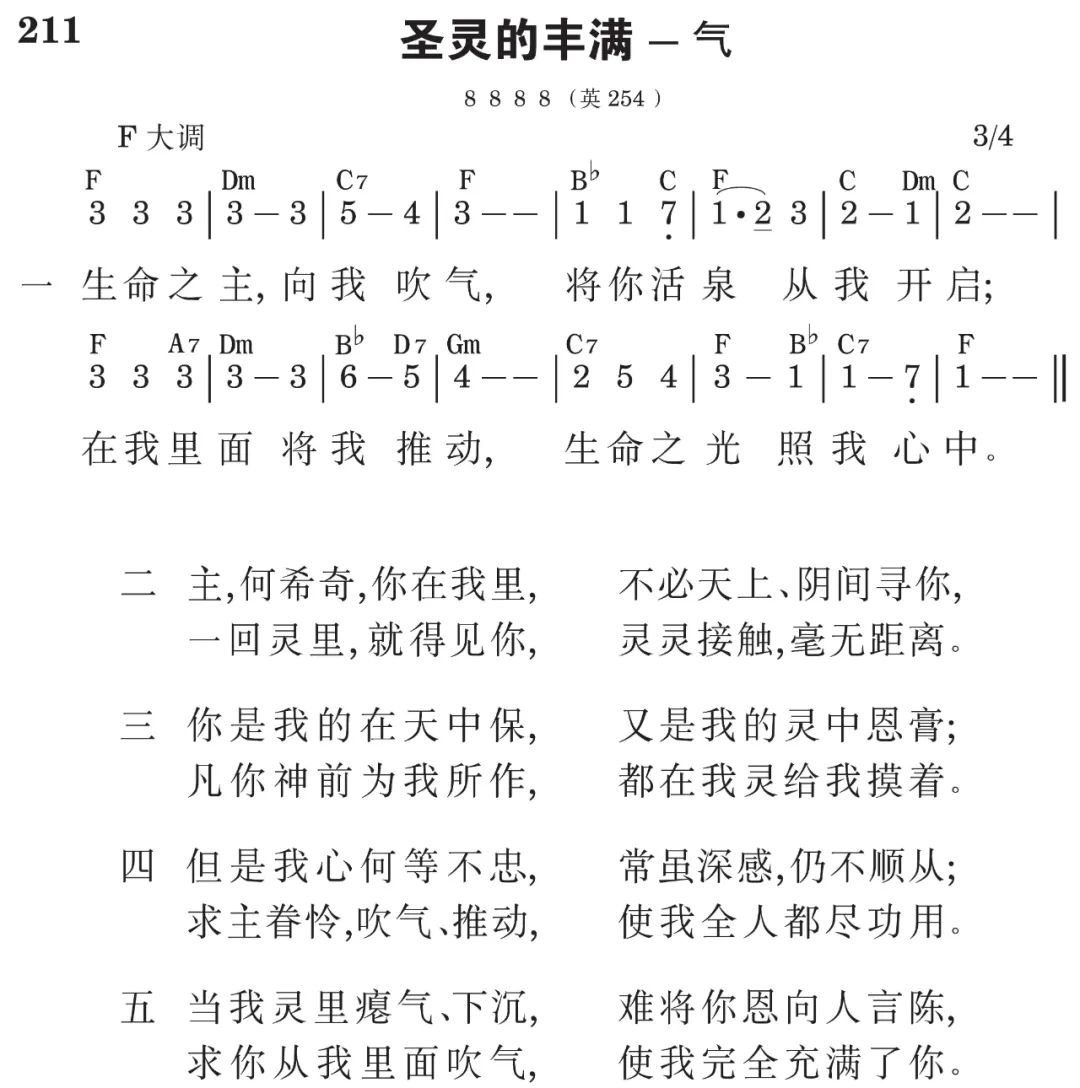 211
圣灵的丰满 – 气
8 8 8 8 (英 254 )
F 大调 3/4
F Dm C7 F B♭ C F C Dm C
3 3 3 | 3 – 3 | 5 – 4 | 3 – – | 1 1 7̣ | 1 • 2 3 | 2 – 1 | 2 – – |
一 生命之主, 向我吹气, 将你活泉从我开启;
F A7 Dm B♭ D7 Gm C7 F B♭ C7 F
3 3 3 | 3 – 3 | 6 – 5 | 4 – – | 2 5 4 | 3 – 1 | 1 – 7̣ | 1 – – ‖
在我里面将我推动, 生命之光照我心中。
二 主,何希奇,你在我里, 不必天上、阴间寻你,
一回灵里,就得见你, 灵灵接触,毫无距离。
三 你是我的在天中保, 又是我的灵中恩膏;
凡你神前为我所作, 都在我灵给我摸着。
四 但是我心何等不忠, 常虽深感,仍不顺从;
求主眷怜,吹气、推动, 使我全人都尽功用。
五 当我灵里瘪气、下沉, 难将你恩向人言陈,
求你从我里面吹气, 使我完全充满了你。